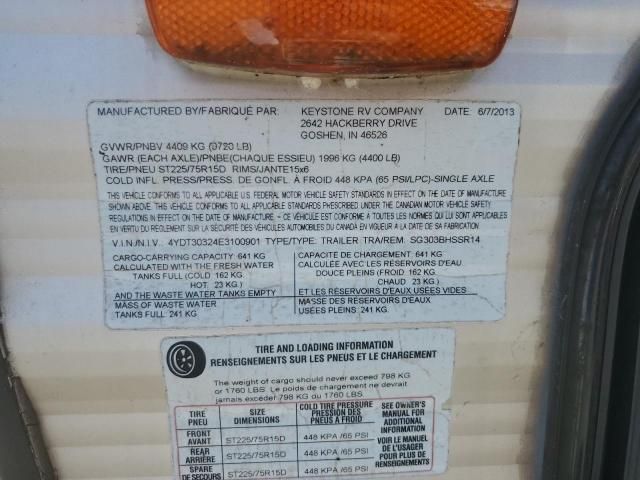 MANUFACTURED BY/FABRIQUÉ PAR: KEYSTONE RV COMPANY DATE: 6/7/2013
2642 HACKBERRY DRIVE
GOSHEN, IN 46526
GVWR/PNBV 4409 KG (9720 LB)
GAWR (EACH AXLE)/PNBE(CHAQUE ESSIEU) 1996 KG (4400 LB)
TIRE/PNEU ST225/75R15D RIMS/JANTE15x6
COLD INFL. PRESS/PRESS. DE GONFL. À FROID 448 KPA (65 PSI/LPC)-SINGLE AXLE
THIS VEHICLE CONFORMS TO ALL APPLICABLE U.S. FEDERAL MOTOR VEHICLE SAFETY STANDARDS IN EFFECT ON THE DATE OF MANUFACTURE
SHOWN ABOVE. THIS VEHICLE CONFORMS TO ALL APPLICABLE STANDARDS PRESCRIBED UNDER THE CANADIAN MOTOR VEHICLE SAFETY
REGULATIONS IN EFFECT ON THE DATE OF MANUFACTURE. CE VÉHICULE EST CONFORME À TOUTES LES NORMES QUI LUI SONT APPLICABLES
EN VERTU DU RÈGLEMENT SUR LA SÉCURITÉ DES VÉHICULES AUTOMOBILES DU CANADA EN VIGUEUR À LA DATE DE SA FABRICATION.
V.I.N./N.I.V. 4YDT30324E3100901 TYPE/TYPE: TRAILER TRA/REM. SG303BHSSR14
CARGO-CARRYING CAPACITY: 641 KG
CALCULATED WITH THE FRESH WATER
TANKS FULL (COLD 162 KG
HOT. 23 KG.)
AND THE WASTE WATER TANKS EMPTY
MASS OF WASTE WATER
TANKS FULL: 241 KG
CAPACITE DE CHARGEMENT: 641 KG
CALCULÉE AVEC LES RÉSERVOIRS D'EAU
DOUCE PLEINS (FROID: 162 KG
CHAUD 23 KG.)
ET LES RÉSERVOIRS D'EAUX USÉES VIDES
MASSE DES RÉSERVOIRS D'EAUX
USÉES PLEINS: 241 KG.
TIRE AND LOADING INFORMATION
RENSEIGNEMENTS SUR LES PNEUS ET LE CHARGEMENT
The weight of cargo should never exceed 798 KG
or 1760 LBS. Le poids de chargement ne devrait
jamais exceder 798 KG ou 1760 LBS.
TIRE
PNEU
SIZE
DIMENSIONS
COLD TIRE PRESSURE
PRESSION DES
PNEUS À FROID
SEE OWNER'S
MANUAL FOR
ADDITIONAL
INFORMATION
VOIR LE MANUEL
DE L'USAGER
POUR PLUS DE
RENSEIGNEMENTS
FRONT
AVANT
ST225/75R15D 448 KPA /65 PSI
REAR
ARRIÈRE
ST225/75R15D 448 KPA /65 PSI
SPARE
DE SECOURS
ST225/75R15D 448 KPA /65 PSI